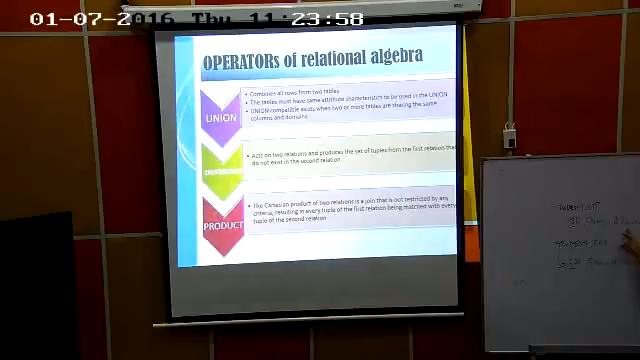 01-07-2016 Thu 11:23:58
OPERATORs of relational algebra
UNION
• Combines all rows from two tables
• The tables must have same attribute characteristics to be used in the UNION
• UNION compatible exists when two or more tables are sharing the same
columns and domains
• Acts on two relations and produces the set of tuples from the first relation that
do not exist in the second relation.
PRODUCT
• The Cartesian product of two relations is a join that is not restricted by any
criteria, resulting in every tuple of the first relation being matched with every
tuple of the second relation
ID